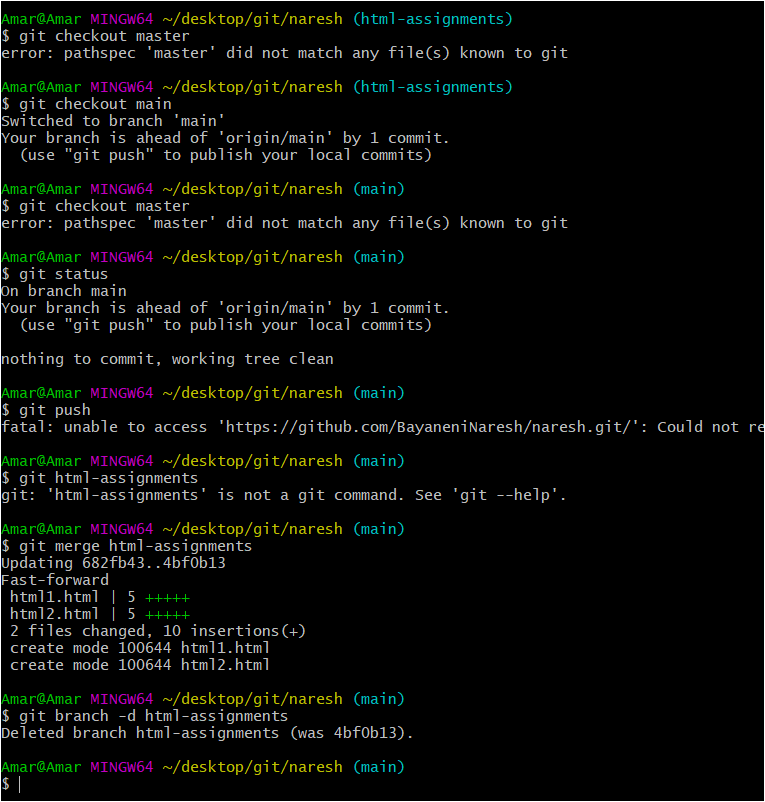 Amar@Amar MINGW64 ~/desktop/git/naresh (html-assignments)
$ git checkout master
error: pathspec 'master' did not match any file(s) known to git
Amar@Amar MINGW64 ~/desktop/git/naresh (html-assignments)
$ git checkout main
Switched to branch 'main'
Your branch is ahead of 'origin/main' by 1 commit.
  (use "git push" to publish your local commits)
Amar@Amar MINGW64 ~/desktop/git/naresh (main)
$ git checkout master
error: pathspec 'master' did not match any file(s) known to git
Amar@Amar MINGW64 ~/desktop/git/naresh (main)
$ git status
On branch main
Your branch is ahead of 'origin/main' by 1 commit.
  (use "git push" to publish your local commits)
nothing to commit, working tree clean
Amar@Amar MINGW64 ~/desktop/git/naresh (main)
$ git push
fatal: unable to access 'https://github.com/BayaneniNaresh/naresh.git/': Could not re
Amar@Amar MINGW64 ~/desktop/git/naresh (main)
$ git html-assignments
git: 'html-assignments' is not a git command. See 'git --help'.
Amar@Amar MINGW64 ~/desktop/git/naresh (main)
$ git merge html-assignments
Updating 682fb43..4bf0b13
Fast-forward
 html1.html | 5 +++++
 html2.html | 5 +++++
 2 files changed, 10 insertions(+)
 create mode 100644 html1.html
 create mode 100644 html2.html
Amar@Amar MINGW64 ~/desktop/git/naresh (main)
$ git branch -d html-assignments
Deleted branch html-assignments (was 4bf0b13).
Amar@Amar MINGW64 ~/desktop/git/naresh (main)
$